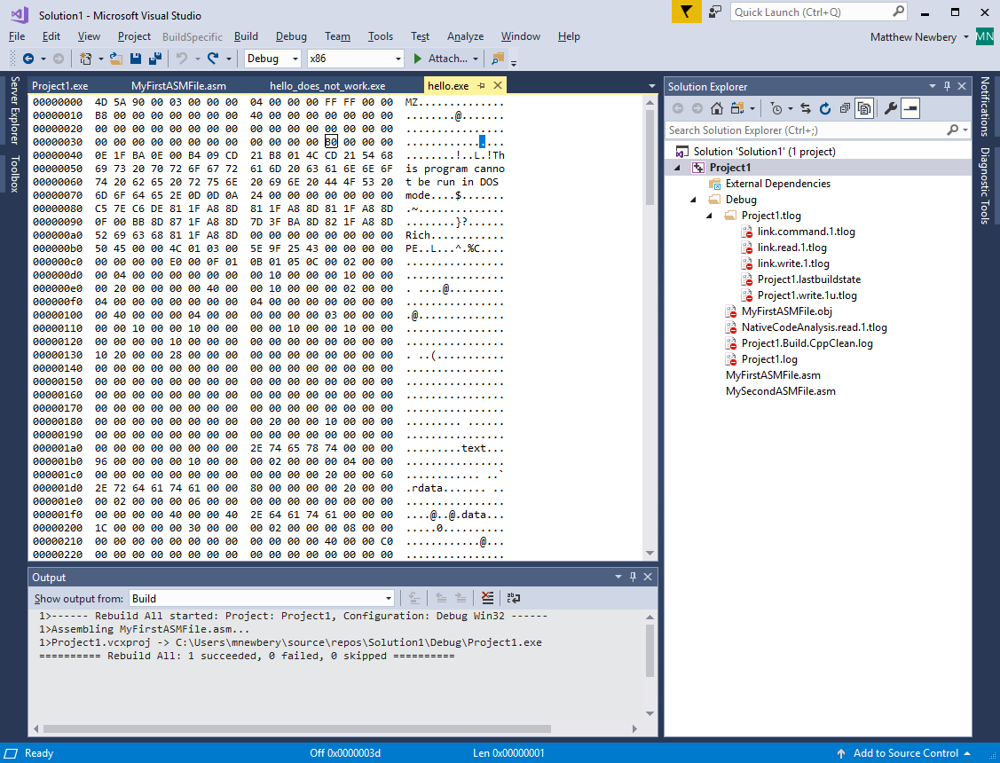 Solution1 - Microsoft Visual Studio
Quick Launch (Ctrl+Q)
File Edit View Project BuildSpecific Build Debug Team Tools Test Analyze Window Help
Matthew Newbery MN
Debug x86 Attach...
Server Explorer
Toolbox
Project1.exe MyFirstASMFile.asm hello_does_not_work.exe hello.exe
00000000 4D 5A 90 00 03 00 00 00 04 00 00 00 FF FF 00 00 MZ..............
00000010 B8 00 00 00 00 00 00 00 40 00 00 00 00 00 00 00 ........@.......
00000020 00 00 00 00 00 00 00 00 00 00 00 00 00 00 00 00 ................
00000030 00 00 00 00 00 00 00 00 00 00 00 00 B0 00 00 00 ................
00000040 0E 1F BA 0E 00 B4 09 CD 21 B8 01 4C CD 21 54 68 ........!..L.!Th
00000050 69 73 20 70 72 6F 67 72 61 6D 20 63 61 6E 6E 6F is program canno
00000060 74 20 62 65 20 72 75 6E 20 69 6E 20 44 4F 53 20 t be run in DOS
00000070 6D 6F 64 65 2E 0D 0D 0A 24 00 00 00 00 00 00 00 mode....$.......
00000080 C5 7E C6 DE 81 1F A8 8D 81 1F A8 8D 81 1F A8 8D .~..............
00000090 0F 00 BB 8D 87 1F A8 8D 7D 3F BA 8D 82 1F A8 8D ........}?......
000000a0 52 69 63 68 81 1F A8 8D 00 00 00 00 00 00 00 00 Rich............
000000b0 50 45 00 00 4C 01 03 00 5E 9F 25 43 00 00 00 00 PE..L...^.%C....
000000c0 00 00 00 00 E0 00 0F 01 0B 01 05 0C 00 02 00 00 ................
000000d0 00 04 00 00 00 00 00 00 00 10 00 00 00 10 00 00 ................
000000e0 00 20 00 00 00 00 40 00 00 10 00 00 00 02 00 00 . ....@.........
000000f0 04 00 00 00 00 00 00 00 04 00 00 00 00 00 00 00 ................
00000100 00 40 00 00 00 04 00 00 00 00 00 00 03 00 00 00 .@..............
00000110 00 00 10 00 00 10 00 00 00 00 10 00 00 10 00 00 ................
00000120 00 00 00 00 10 00 00 00 00 00 00 00 00 00 00 00 ................
00000130 10 20 00 00 28 00 00 00 00 00 00 00 00 00 00 00 . ..(...........
00000140 00 00 00 00 00 00 00 00 00 00 00 00 00 00 00 00 ................
00000150 00 00 00 00 00 00 00 00 00 00 00 00 00 00 00 00 ................
00000160 00 00 00 00 00 00 00 00 00 00 00 00 00 00 00 00 ................
00000170 00 00 00 00 00 00 00 00 00 00 00 00 00 00 00 00 ................
00000180 00 00 00 00 00 00 00 00 00 20 00 00 10 00 00 00 ......... ......
00000190 00 00 00 00 00 00 00 00 00 00 00 00 00 00 00 00 ................
000001a0 00 00 00 00 00 00 00 00 2E 74 65 78 74 00 00 00 .........text...
000001b0 96 00 00 00 00 10 00 00 00 02 00 00 00 04 00 00 ................
000001c0 00 00 00 00 00 00 00 00 00 00 00 00 20 00 00 60 ............ ..`
000001d0 2E 72 64 61 74 61 00 00 80 00 00 00 00 20 00 00 .rdata....... ..
000001e0 00 02 00 00 00 06 00 00 00 00 00 00 00 00 00 00 ................
000001f0 00 00 00 00 40 00 00 40 2E 64 61 74 61 00 00 00 ....@..@.data...
00000200 1C 00 00 00 00 30 00 00 00 02 00 00 00 08 00 00 .....0..........
00000210 00 00 00 00 00 00 00 00 00 00 00 00 40 00 00 C0 ............@...
00000220 00 00 00 00 00 00 00 00 00 00 00 00 00 00 00 00 ................
Output
Show output from: Build
1>------ Rebuild All started: Project: Project1, Configuration: Debug Win32 ------
1>Assembling MyFirstASMFile.asm...
1>Project1.vcxproj -> C:\Users\mnewbery\source\repos\Solution1\Debug\Project1.exe
========== Rebuild All: 1 succeeded, 0 failed, 0 skipped ==========
Solution Explorer
Search Solution Explorer (Ctrl+;)
Solution 'Solution1' (1 project)
Project1
External Dependencies
Debug
Project1.tlog
link.command.1.tlog
link.read.1.tlog
link.write.1.tlog
Project1.lastbuildstate
Project1.write.1u.tlog
MyFirstASMFile.obj
NativeCodeAnalysis.read.1.tlog
Project1.Build.CppClean.log
Project1.log
MyFirstASMFile.asm
MySecondASMFile.asm
Notifications
Diagnostic Tools
Ready Off 0x0000003d Len 0x00000001 Add to Source Control